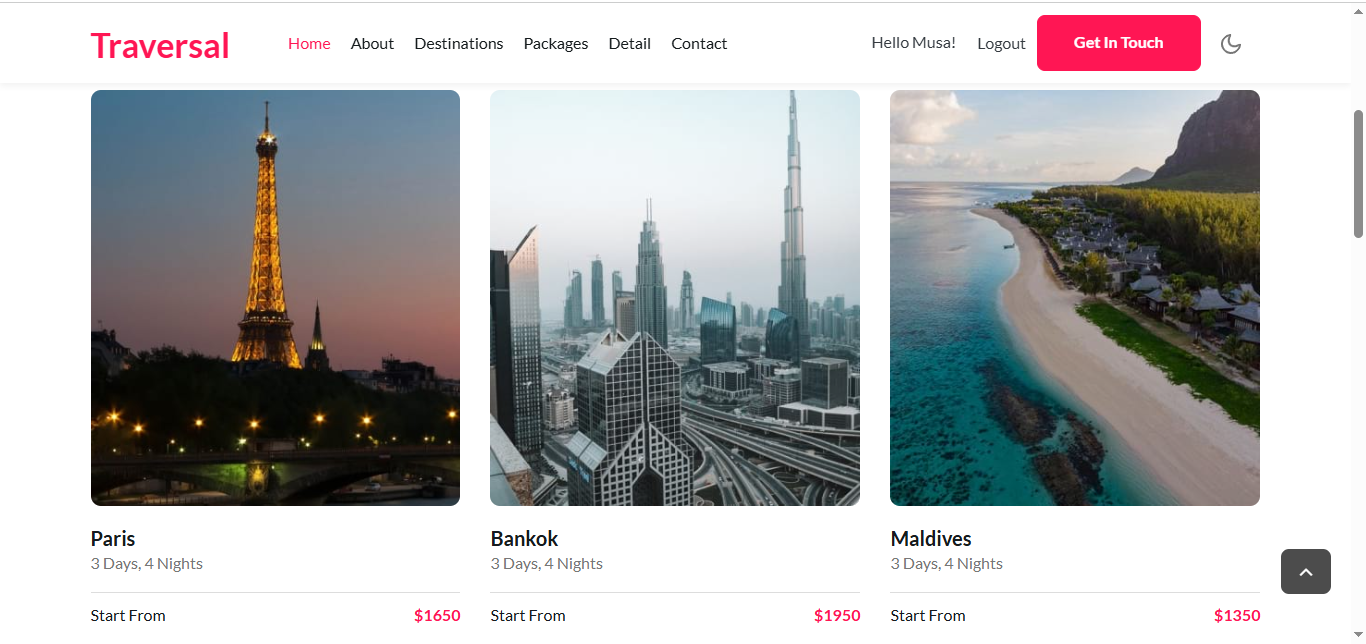 Traversal
Home About Destinations Packages Detail Contact
Hello Musa! Logout Get In Touch
Paris
3 Days, 4 Nights
Start From $1650
Bankok
3 Days, 4 Nights
Start From $1950
Maldives
3 Days, 4 Nights
Start From $1350